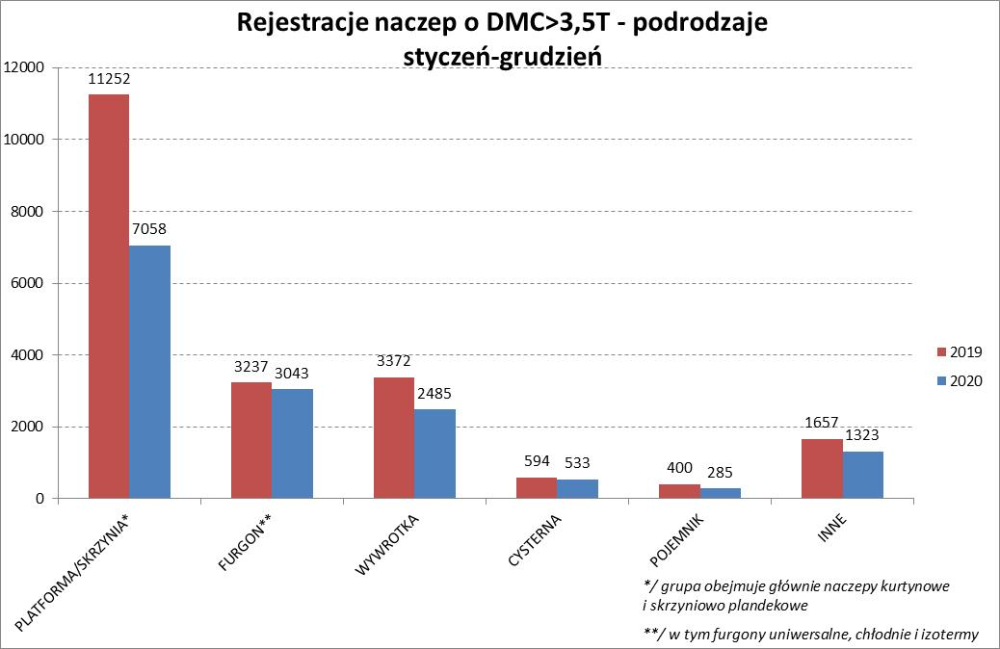 Rejestracje naczep o DMC>3,5T - podrodzaje
styczeń-grudzień
12000
10000
8000
6000
4000
2000
0
11252
7058
3237
3043
3372
2485
594
533
400
285
1657
1323
2019
2020
PLATFORMA/SKRZYNIA*
FURGON**
WYWROTKA
CYSTERNA
POJEMNIK
INNE
*/ grupa obejmuje głównie naczepy kurtynowe
i skrzyniowo plandekowe
**/ w tym furgony uniwersalne, chłodnie i izotermy